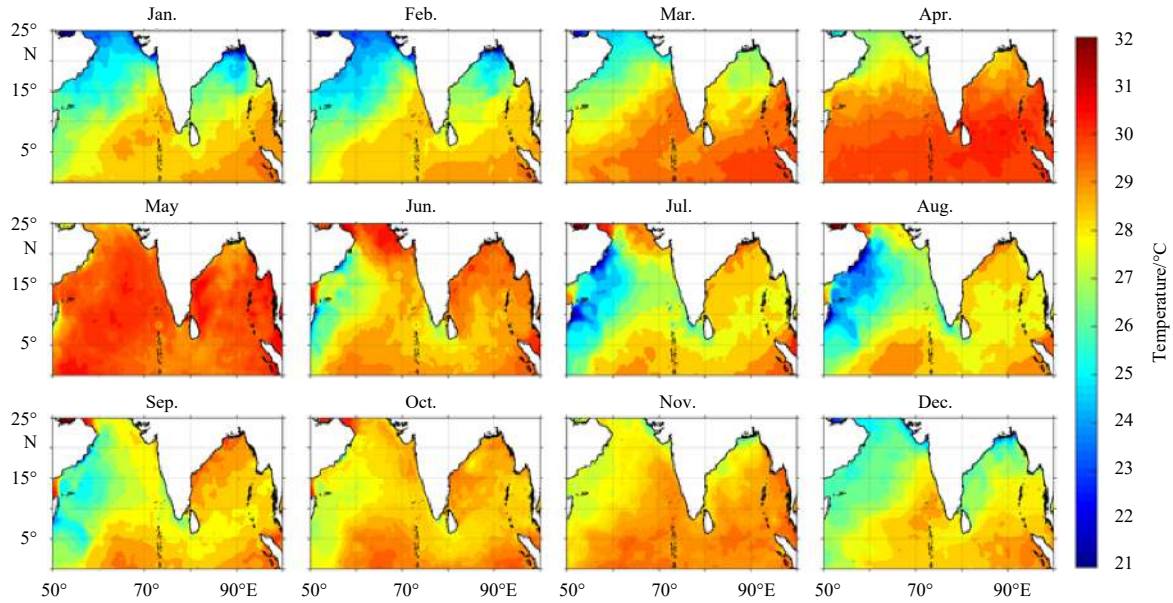 Jan. Feb. Mar. Apr.
25°
N
15°
5°
May Jun. Jul. Aug.
25°
N
15°
5°
Sep. Oct. Nov. Dec.
25°
N
15°
5°
50° 70° 90°E 50° 70° 90°E 50° 70° 90°E 50° 70° 90°E
32
31
30
29
28
27
26
25
24
23
22
21
Temperature/°C